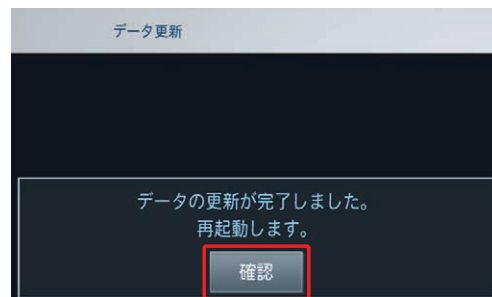 データ更新
データの更新が完了しました。
再起動します。
確認